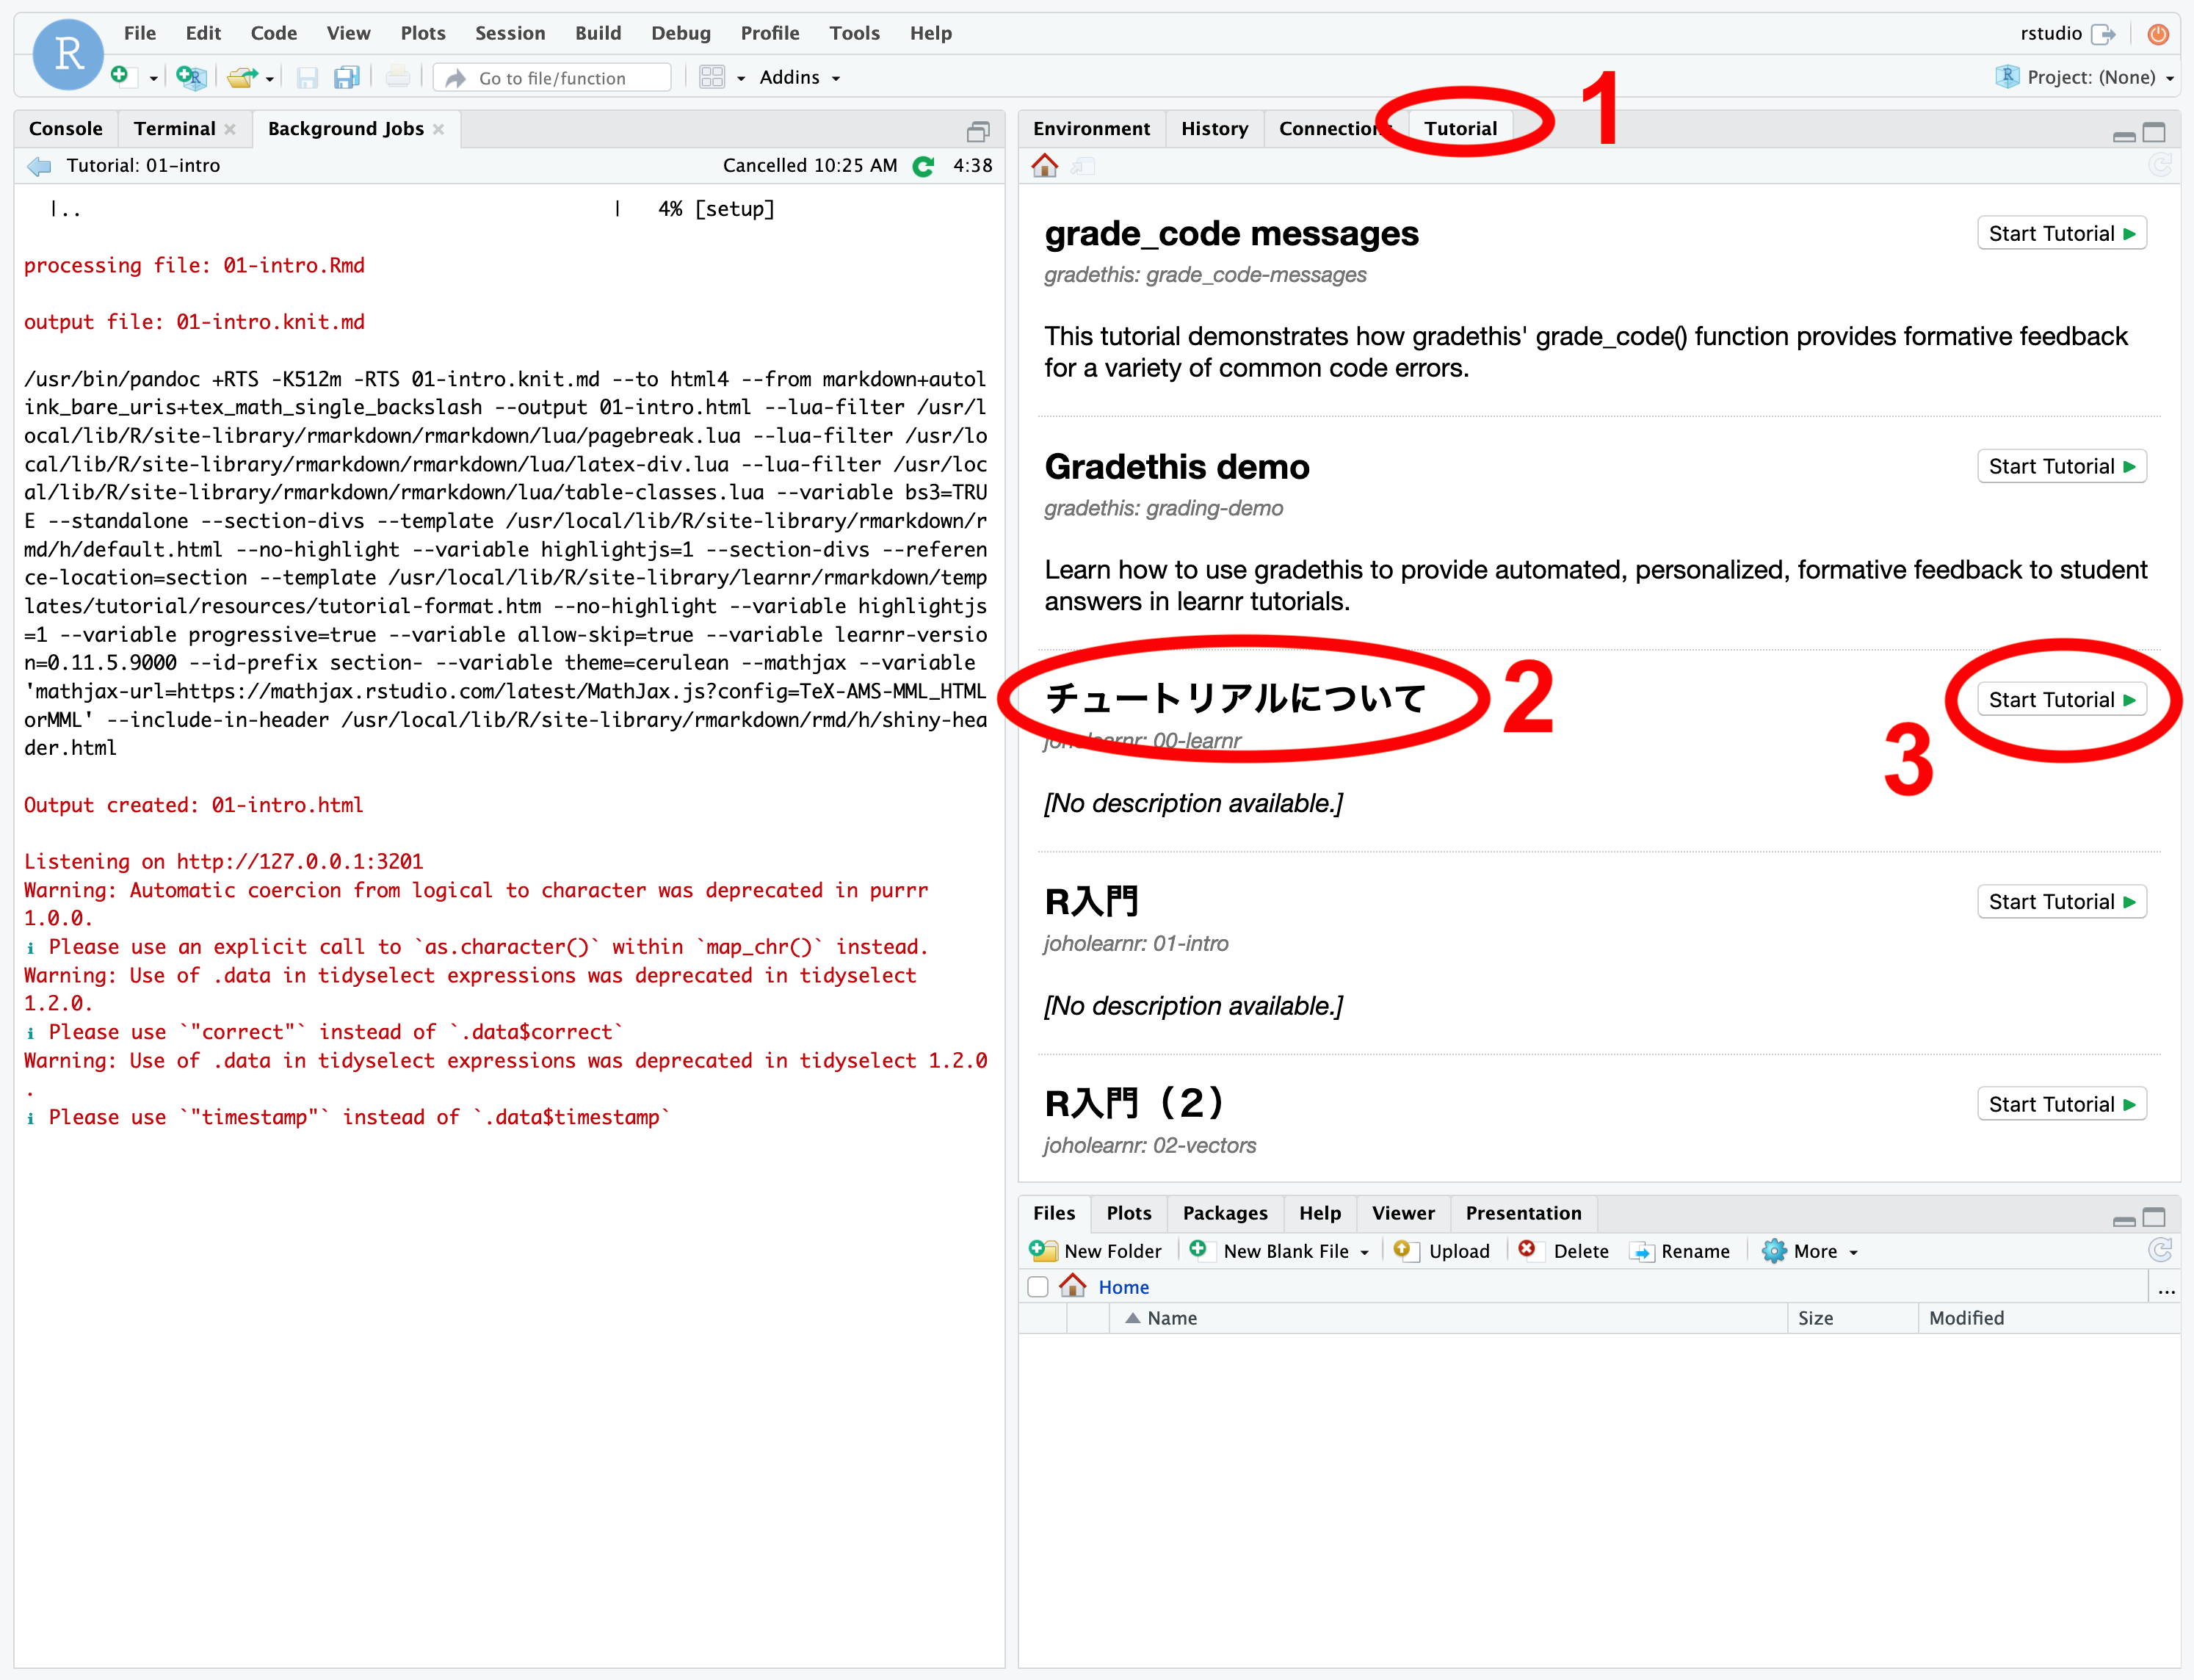 R
File Edit Code View Plots Session Build Debug Profile Tools Help
rstudio
Go to file/function
Addins
R Project: (None)
Console Terminal Background Jobs
Tutorial: 01-intro
Cancelled 10:25 AM 4:38
|.. | 4% [setup]
processing file: 01-intro.Rmd
output file: 01-intro.knit.md
/usr/bin/pandoc +RTS -K512m -RTS 01-intro.knit.md --to html4 --from markdown+autol
ink_bare_uris+tex_math_single_backslash --output 01-intro.html --lua-filter /usr/l
ocal/lib/R/site-library/rmarkdown/rmarkdown/lua/pagebreak.lua --lua-filter /usr/lo
cal/lib/R/site-library/rmarkdown/rmarkdown/lua/latex-div.lua --lua-filter /usr/loc
al/lib/R/site-library/rmarkdown/rmarkdown/lua/table-classes.lua --variable bs3=TRU
E --standalone --section-divs --template /usr/local/lib/R/site-library/rmarkdown/r
md/h/default.html --no-highlight --variable highlightjs=1 --section-divs --referen
ce-location=section --template /usr/local/lib/R/site-library/learnr/rmarkdown/temp
lates/tutorial/resources/tutorial-format.htm --no-highlight --variable highlightjs
=1 --variable progressive=true --variable allow-skip=true --variable learnr-versio
n=0.11.5.9000 --id-prefix section- --variable theme=cerulean --mathjax --variable
'mathjax-url=https://mathjax.rstudio.com/latest/MathJax.js?config=TeX-AMS-MML_HTML
orMML' --include-in-header /usr/local/lib/R/site-library/rmarkdown/rmd/h/shiny-hea
der.html
Output created: 01-intro.html
Listening on http://127.0.0.1:3201
Warning: Automatic coercion from logical to character was deprecated in purrr
1.0.0.
ℹ Please use an explicit call to `as.character()` within `map_chr()` instead.
Warning: Use of .data in tidyselect expressions was deprecated in tidyselect
1.2.0.
ℹ Please use `"correct"` instead of `.data$correct`
Warning: Use of .data in tidyselect expressions was deprecated in tidyselect 1.2.0
.
ℹ Please use `"timestamp"` instead of `.data$timestamp`
Environment History Connections Tutorial
1
grade_code messages
Start Tutorial
gradethis: grade_code-messages
This tutorial demonstrates how gradethis' grade_code() function provides formative feedback
for a variety of common code errors.
Gradethis demo
Start Tutorial
gradethis: grading-demo
Learn how to use gradethis to provide automated, personalized, formative feedback to student
answers in learnr tutorials.
チュートリアルについて
2
Start Tutorial
3
joholearnr: 00-learnr
[No description available.]
R入門
Start Tutorial
joholearnr: 01-intro
[No description available.]
R入門（2）
Start Tutorial
joholearnr: 02-vectors
Files Plots Packages Help Viewer Presentation
New Folder New Blank File Upload Delete Rename More
Home
...
Name Size Modified